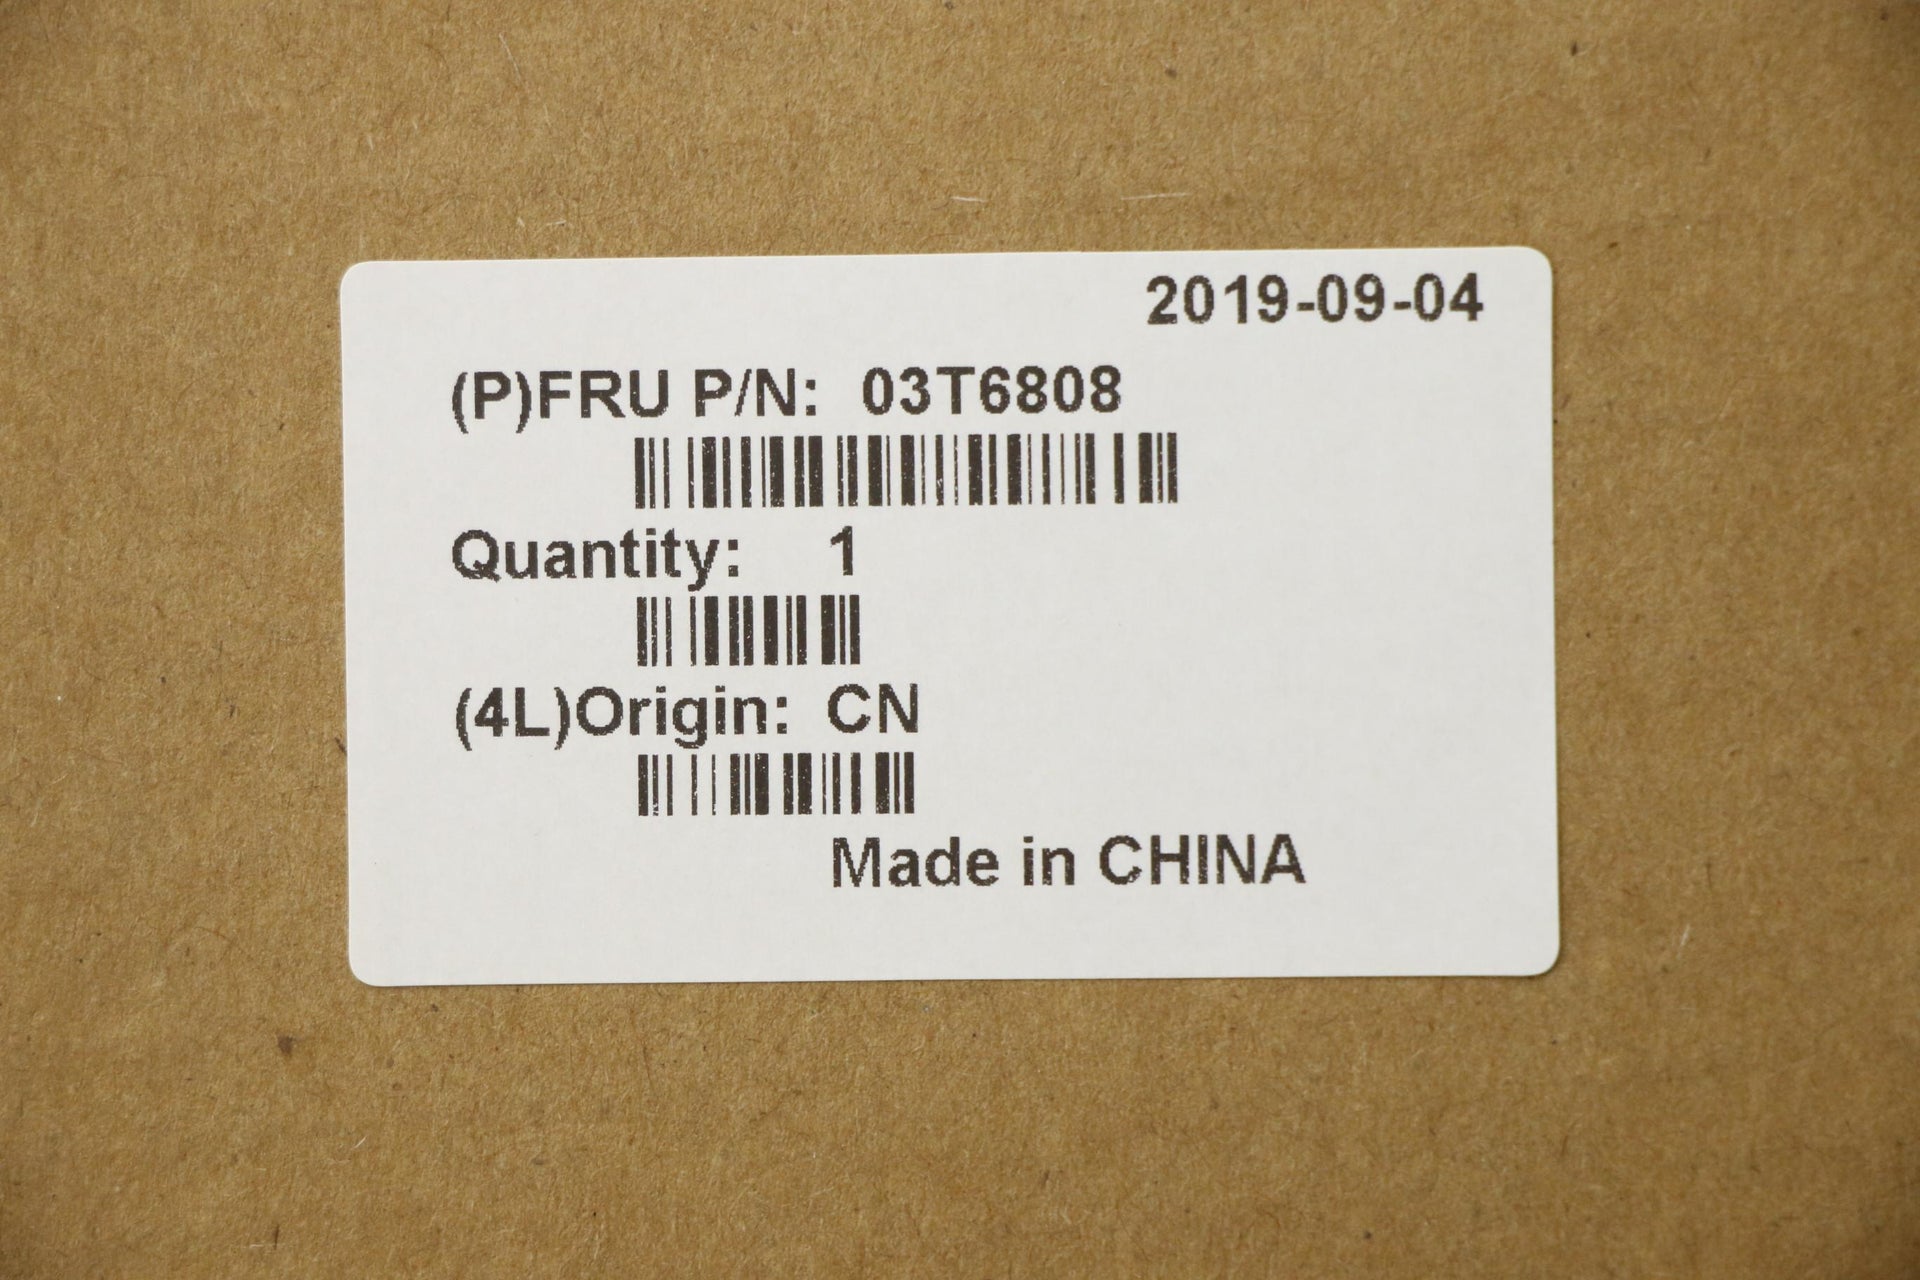 2019-09-04
(P)FRU P/N: 03T6808
Quantity: 1
(4L)Origin: CN
Made in CHINA